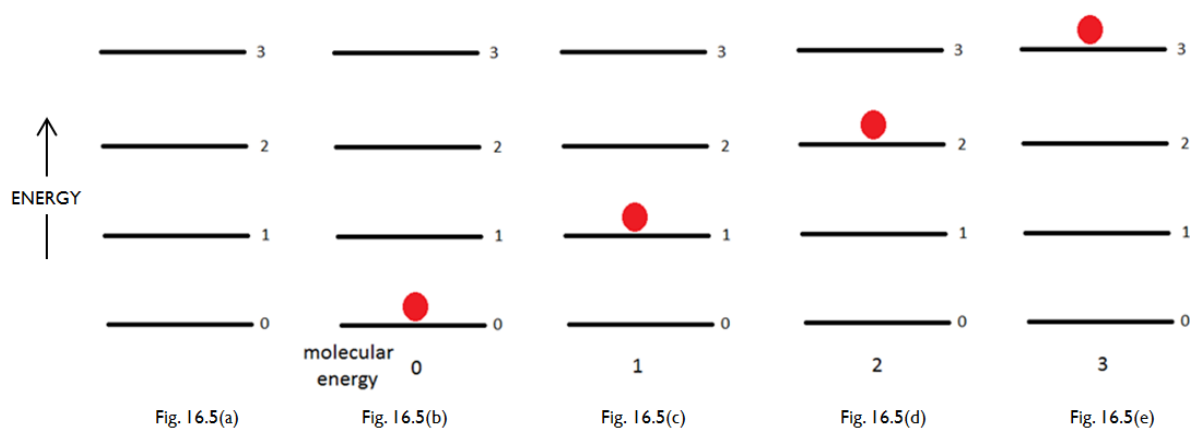 3 3 3 3 3
2 2 2 2 2
ENERGY
1 1 1 1 1
0 0 0 0 0
molecular
energy 0 1 2 3
Fig. 16.5(a) Fig. 16.5(b) Fig. 16.5(c) Fig. 16.5(d) Fig. 16.5(e)